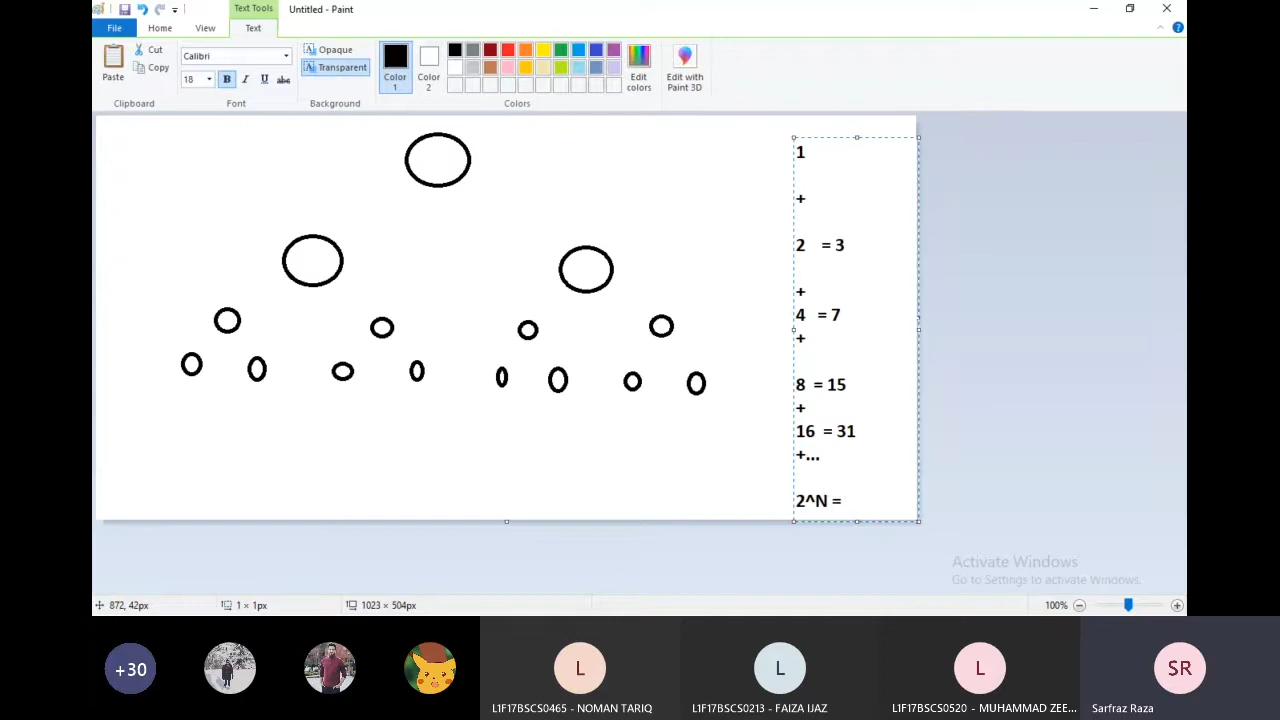 Text Tools
Untitled - Paint
File
Home
View
Text
Paste
Cut
Copy
Clipboard
Calibri
18
B I U abc
Font
Opaque
Transparent
Background
Color 1
Color 2
Edit colors
Colors
Edit with Paint 3D
1
+
2 = 3
+
4 = 7
+
8 = 15
+
16 = 31
+...
2^N =
Activate Windows
Go to Settings to activate Windows.
872, 42px
1 × 1px
1023 × 504px
100%
+30
L
L
L
SR
L1F17BSCS0465 - NOMAN TARIQ
L1F17BSCS0213 - FAIZA IJAZ
L1F17BSCS0520 - MUHAMMAD ZEE...
Sarfraz Raza